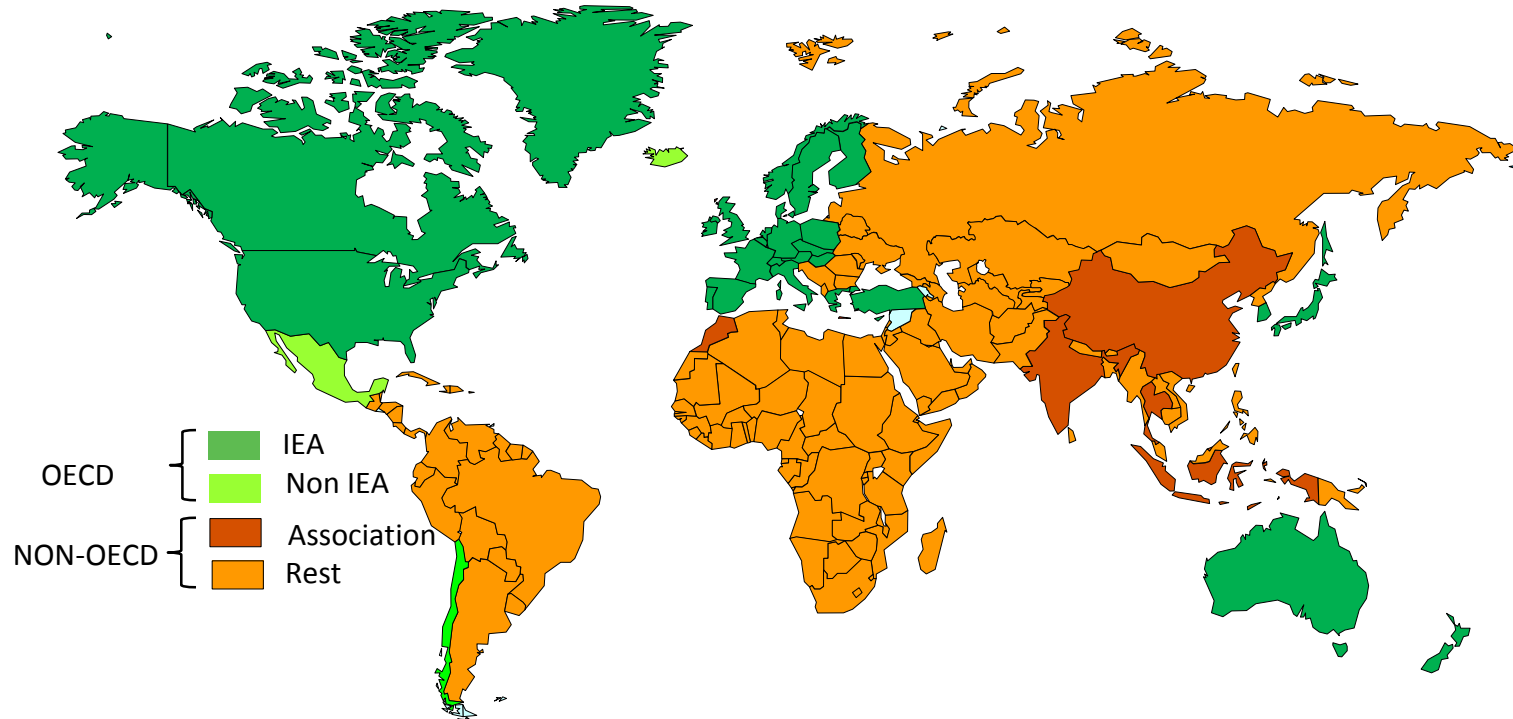 OECD
IEA
Non IEA
NON-OECD
Association
Rest